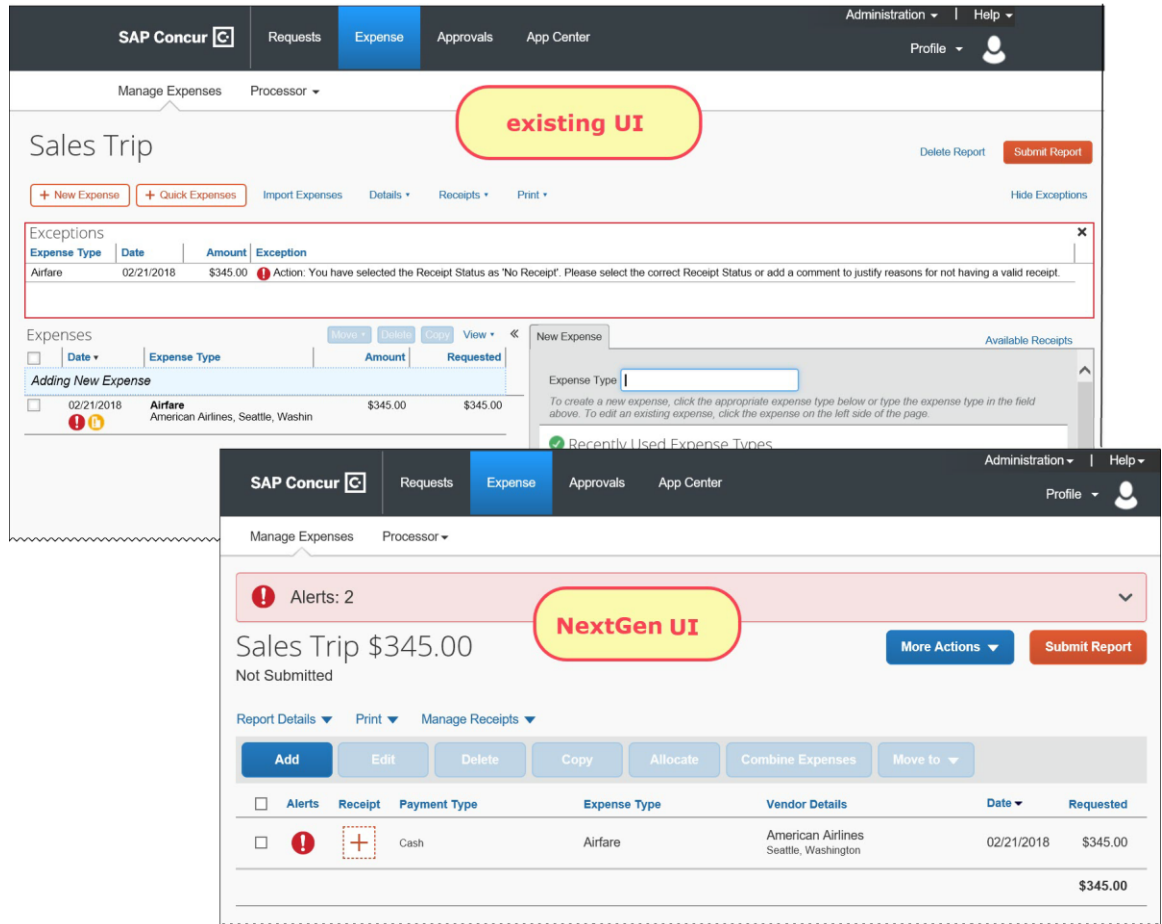 Administration | Help
SAP Concur C Requests Expense Approvals App Center
Profile
Manage Expenses Processor
existing UI
Sales Trip
Delete Report Submit Report
+ New Expense + Quick Expenses Import Expenses Details Receipts Print Hide Exceptions
Exceptions
Expense Type Date Amount Exception
Airfare 02/21/2018 $345.00 Action: You have selected the Receipt Status as 'No Receipt'. Please select the correct Receipt Status or add a comment to justify reasons for not having a valid receipt.
Expenses Move Delete Copy View New Expense Available Receipts
Date Expense Type Amount Requested
Adding New Expense
Expense Type
02/21/2018 Airfare $345.00 $345.00
American Airlines, Seattle, Washin
To create a new expense, click the appropriate expense type below or type the expense type in the field
above. To edit an existing expense, click the expense on the left side of the page.
Recently Used Expense Types
Administration | Help
SAP Concur C Requests Expense Approvals App Center
Profile
Manage Expenses Processor
Alerts: 2
NextGen UI
Sales Trip $345.00
More Actions Submit Report
Not Submitted
Report Details Print Manage Receipts
Add Edit Delete Copy Allocate Combine Expenses Move to
Alerts Receipt Payment Type Expense Type Vendor Details Date Requested
Cash Airfare American Airlines 02/21/2018 $345.00
Seattle, Washington
$345.00